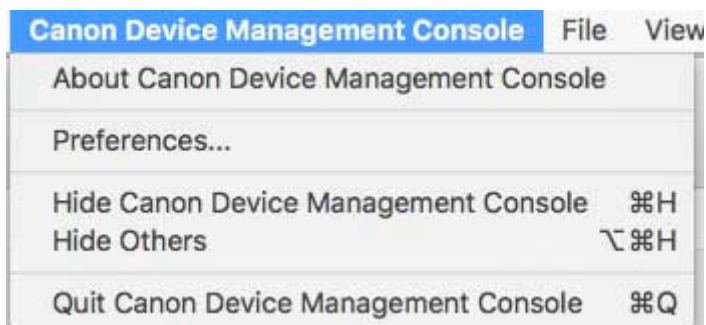 Canon Device Management Console File View
About Canon Device Management Console
Preferences...
Hide Canon Device Management Console ⌘H
Hide Others ⌥⌘H
Quit Canon Device Management Console ⌘Q